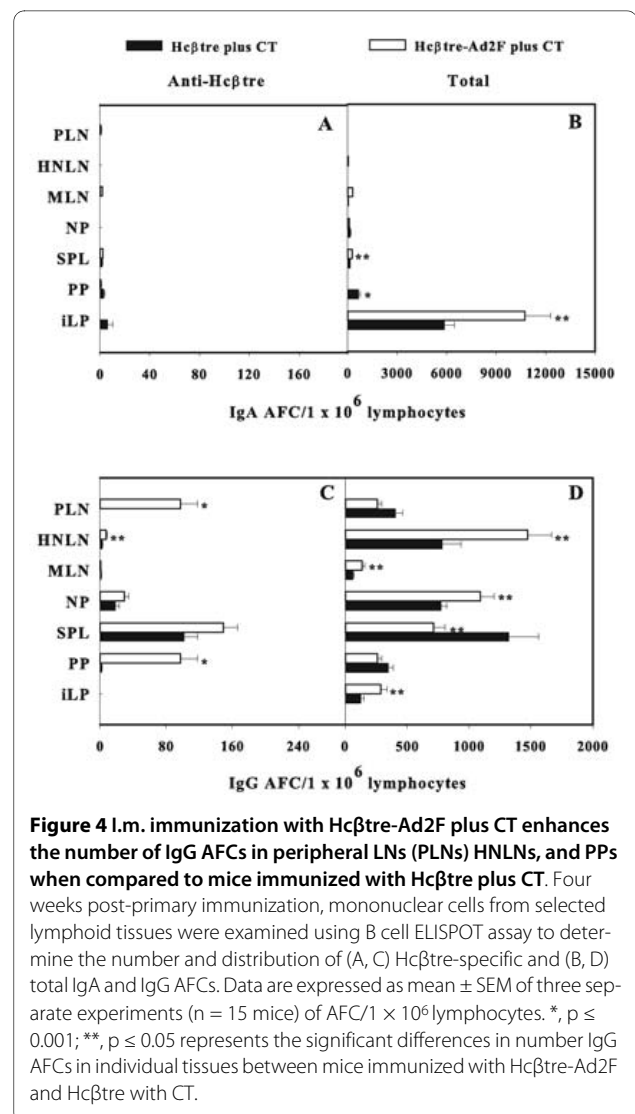 Hcβtre plus CT Hcβtre-Ad2F plus CT
Anti-Hcβtre Total
A B
PLN
HNLN
MLN
NP
SPL **
PP *
iLP **
0 40 80 120 160 0 3000 6000 9000 12000 15000
IgA AFC/1 x 10⁶ lymphocytes
C D
PLN *
HNLN ** **
MLN **
NP **
SPL **
PP *
iLP **
0 80 160 240 0 500 1000 1500 2000
IgG AFC/1 x 10⁶ lymphocytes
Figure 4 I.m. immunization with Hcβtre-Ad2F plus CT enhances
the number of IgG AFCs in peripheral LNs (PLNs) HNLNs, and PPs
when compared to mice immunized with Hcβtre plus CT. Four
weeks post-primary immunization, mononuclear cells from selected
lymphoid tissues were examined using B cell ELISPOT assay to deter-
mine the number and distribution of (A, C) Hcβtre-specific and (B, D)
total IgA and IgG AFCs. Data are expressed as mean ± SEM of three sep-
arate experiments (n = 15 mice) of AFC/1 × 10⁶ lymphocytes. *, p ≤
0.001; **, p ≤ 0.05 represents the significant differences in number IgG
AFCs in individual tissues between mice immunized with Hcβtre-Ad2F
and Hcβtre with CT.